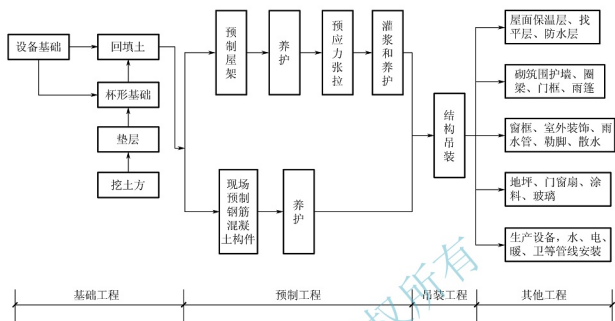 设备基础
回填土
杯形基础
垫层
挖土方
预制屋架
养护
预应力张拉
灌浆和养护
现场
预制
钢筋
混凝
土构件
养护
结构吊装
屋面保温层、找
平层、防水层
砌筑围护墙、圈
梁、门框、雨篷
窗框、室外装饰、雨
水管、勒脚、散水
地坪、门窗扇、涂
料、玻璃
生产设备,水、电、
暖、卫等管线安装
基础工程
预制工程
吊装工程
其他工程
权所有